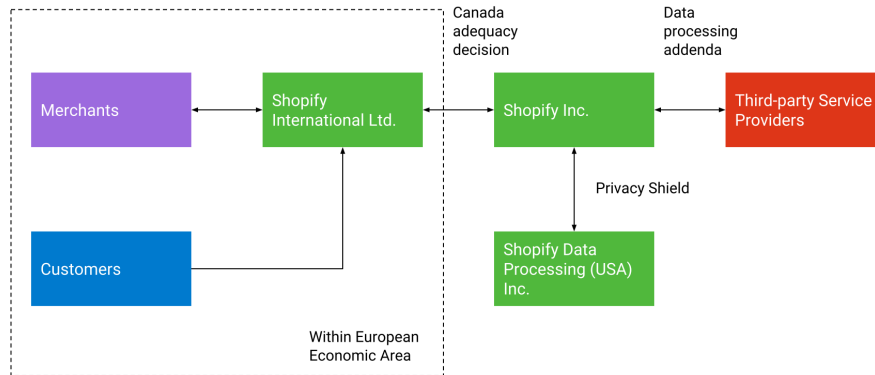 Canada
adequacy
decision
Data
processing
addenda
Merchants
Shopify
International Ltd.
Shopify Inc.
Third-party Service
Providers
Privacy Shield
Customers
Shopify Data
Processing (USA)
Inc.
Within European
Economic Area